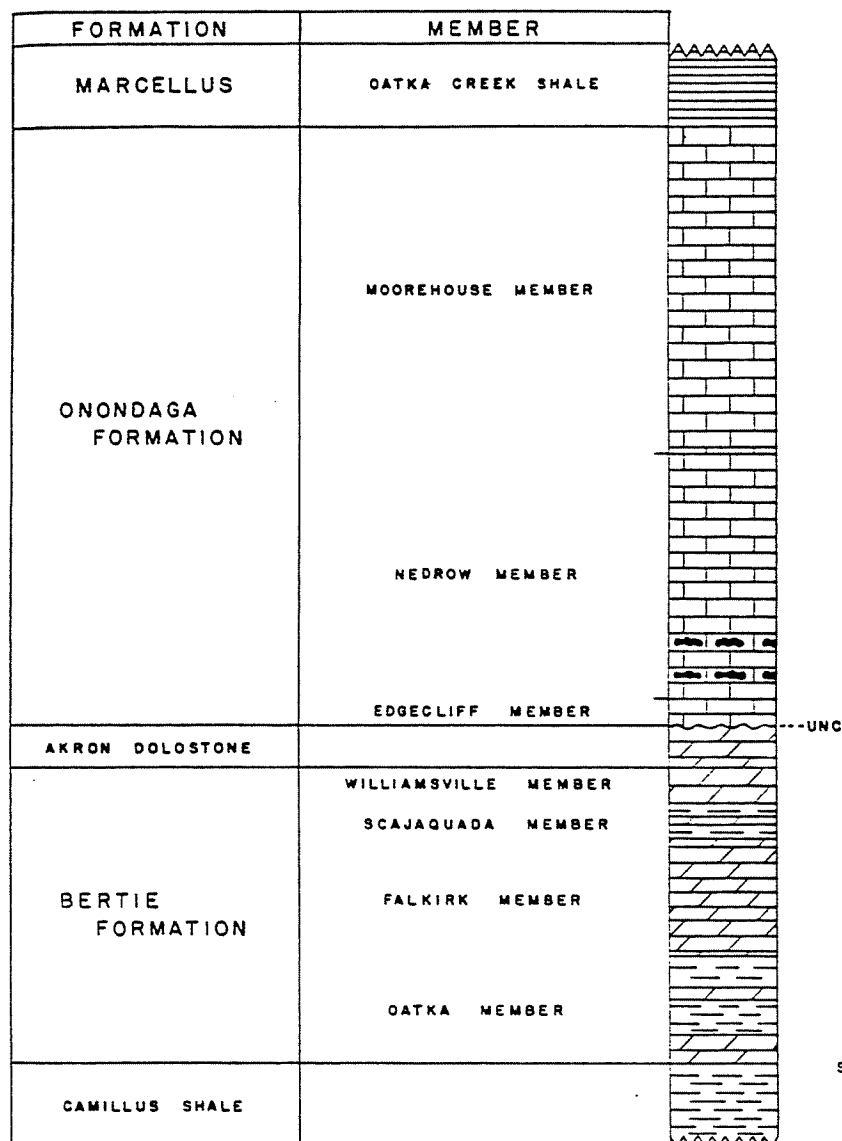 FORMATION MEMBER
MARCELLUS OATKA CREEK SHALE
MOOREHOUSE MEMBER
ONONDAGA
FORMATION
NEDROW MEMBER
EDGECLIFF MEMBER
---UNC
AKRON DOLOSTONE
WILLIAMSVILLE MEMBER
SCAJAQUADA MEMBER
BERTIE
FORMATION
FALKIRK MEMBER
OATKA MEMBER
S
CAMILLUS SHALE